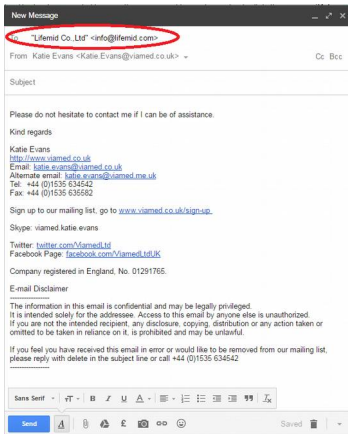 New Message
To "Lifemid Co.,Ltd" <info@lifemid.com>
From Katie Evans <Katie.Evans@viamed.co.uk> Cc Bcc
Subject
Please do not hesitate to contact me if I can be of assistance.
Kind regards
Katie Evans
http://www.viamed.co.uk
Email: katie.evans@viamed.co.uk
Alternate email: katie.evans@viamed.me.uk
Tel: +44 (0)1535 634542
Fax: +44 (0)1535 635582
Sign up to our mailing list, go to www.viamed.co.uk/sign-up
Skype: viamed.katie.evans
Twitter: twitter.com/ViamedLtd
Facebook Page: facebook.com/ViamedLtdUK
Company registered in England, No. 01291765.
E-mail Disclaimer
-----------------
The information in this email is confidential and may be legally privileged.
It is intended solely for the addressee. Access to this email by anyone else is unauthorized.
If you are not the intended recipient, any disclosure, copying, distribution or any action taken or
omitted to be taken in reliance on it, is prohibited and may be unlawful.
If you feel you have received this email in error or would like to be removed from our mailing list,
please reply with delete in the subject line or call +44 (0)1535 634542
-----------------
Sans Serif T B I U A Tx
Send A £ Saved